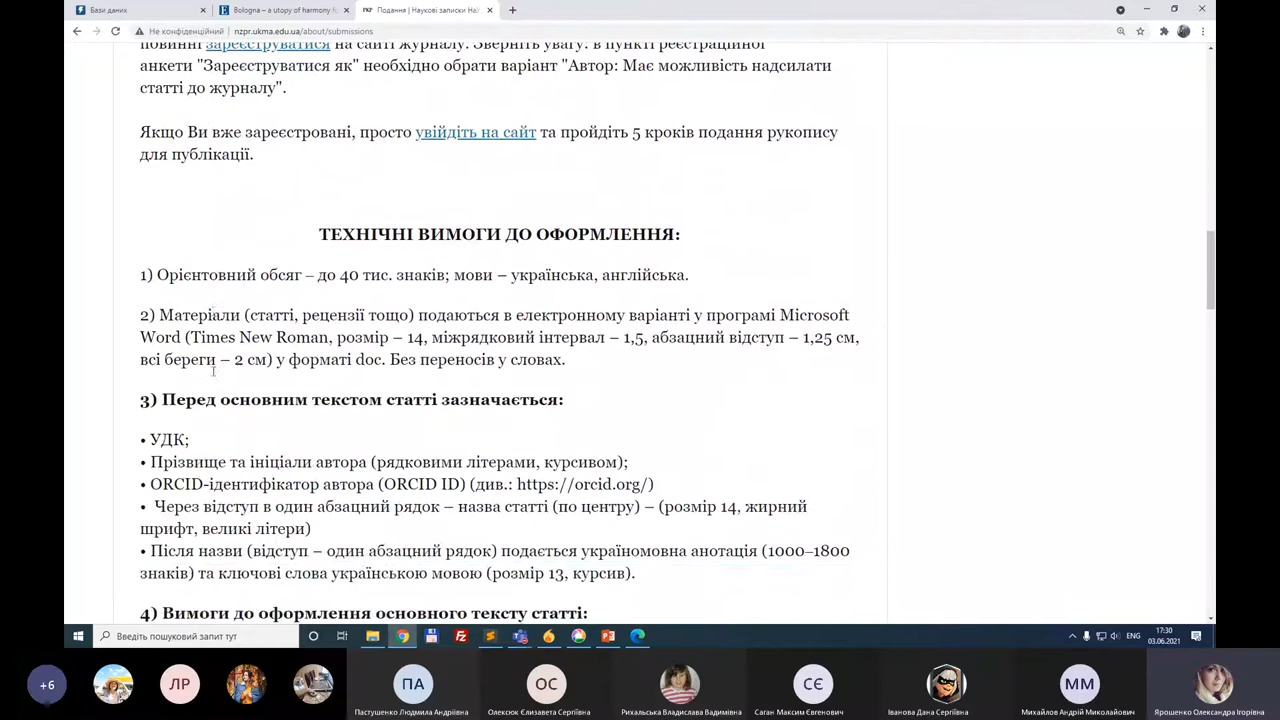 Бази даних
Bologna – a utopy of harmony f
Подання | Наукові записки На
Не конфіденційний
nzpr.ukma.edu.ua/about/submissions
повинні зареєструватися на сайті журналу. Зверніть увагу: в пункті реєстраційної
анкети "Зареєструватися як" необхідно обрати варіант "Автор: Має можливість надсилати
статті до журналу".
Якщо Ви вже зареєстровані, просто увійдіть на сайт та пройдіть 5 кроків подання рукопису
для публікації.
ТЕХНІЧНІ ВИМОГИ ДО ОФОРМЛЕННЯ:
1) Орієнтовний обсяг – до 40 тис. знаків; мови – українська, англійська.
2) Матеріали (статті, рецензії тощо) подаються в електронному варіанті у програмі Microsoft
Word (Times New Roman, розмір – 14, міжрядковий інтервал – 1,5, абзацний відступ – 1,25 см,
всі береги – 2 см) у форматі doc. Без переносів у словах.
3) Перед основним текстом статті зазначається:
• УДК;
• Прізвище та ініціали автора (рядковими літерами, курсивом);
• ORCID-ідентифікатор автора (ORCID ID) (див.: https://orcid.org/)
• Через відступ в один абзацний рядок – назва статті (по центру) – (розмір 14, жирний
шрифт, великі літери)
• Після назви (відступ – один абзацний рядок) подається україномовна анотація (1000–1800
знаків) та ключові слова українською мовою (розмір 13, курсив).
4) Вимоги до оформлення основного тексту статті:
Введіть пошуковий запит тут
ENG
17:30
03.06.2021
+6
ЛР
ПА
ОС
СЄ
ММ
Пастушенко Людмила Андріївна
Олексюк Єлизавета Сергіївна
Рихальська Владислава Вадимівна
Саган Максим Євгенович
Іванова Дана Сергіївна
Михайлов Андрій Миколайович
Ярошенко Олександра Ігорівна